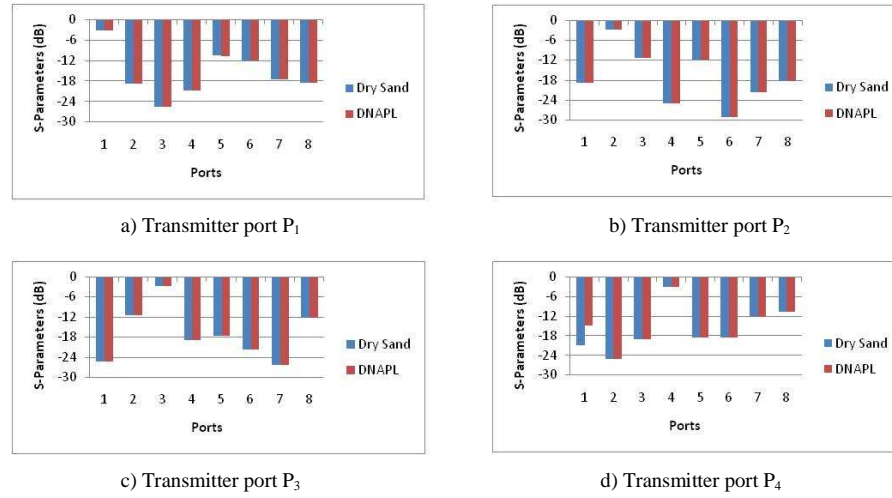 0
-6
-12
-18
-24
-30
S-Parameters (dB)
1 2 3 4 5 6 7 8
Ports
Dry Sand
DNAPL
a) Transmitter port P₁
0
-6
-12
-18
-24
-30
S-Parameters (dB)
1 2 3 4 5 6 7 8
Ports
Dry Sand
DNAPL
b) Transmitter port P₂
0
-6
-12
-18
-24
-30
S-Parameters (dB)
1 2 3 4 5 6 7 8
Ports
Dry Sand
DNAPL
c) Transmitter port P₃
0
-6
-12
-18
-24
-30
S-Parameters (dB)
1 2 3 4 5 6 7 8
Ports
Dry Sand
DNAPL
d) Transmitter port P₄